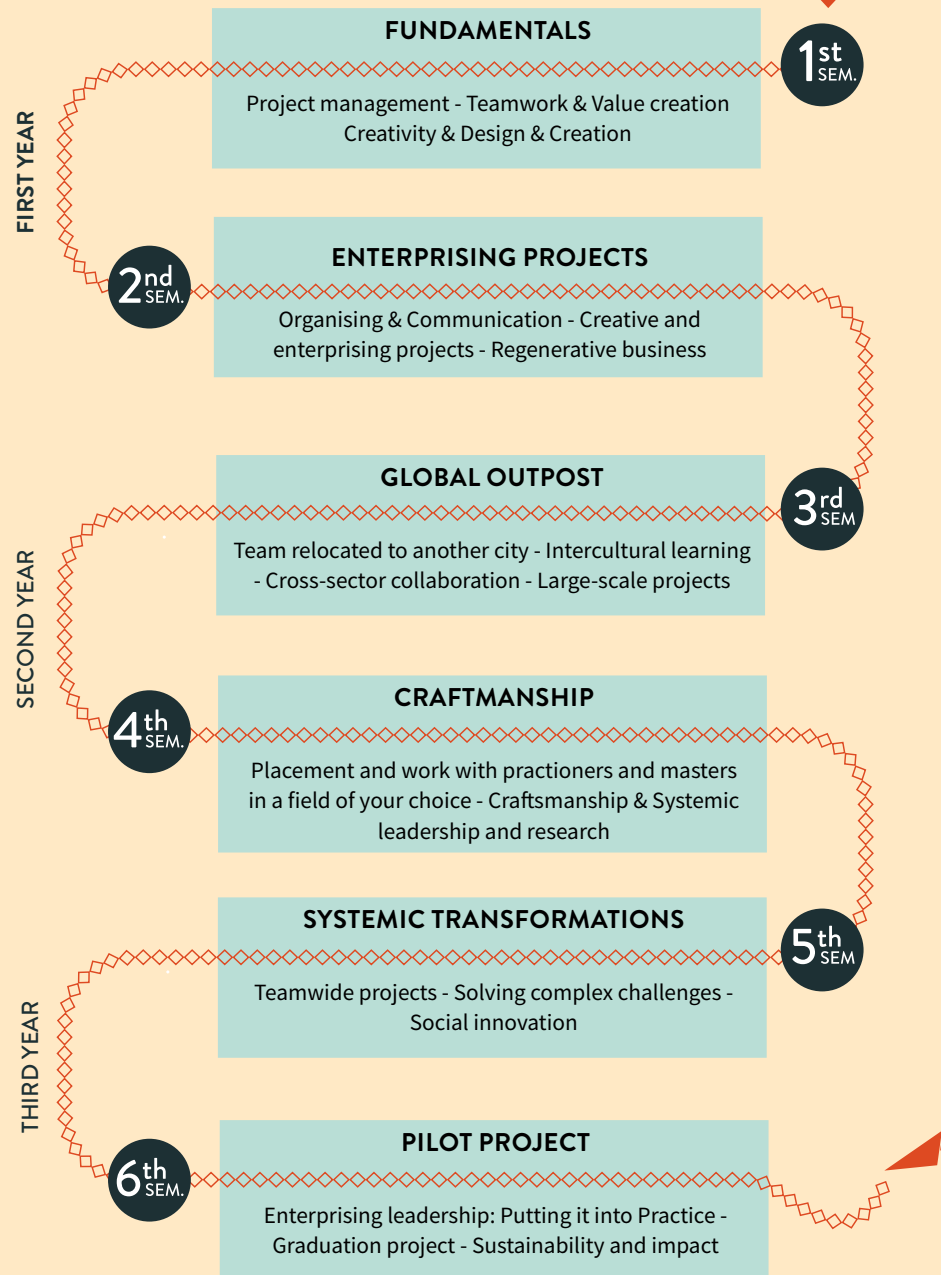 FUNDAMENTALS
1st SEM.
Project management - Teamwork & Value creation
Creativity & Design & Creation
FIRST YEAR
ENTERPRISING PROJECTS
2nd SEM.
Organising & Communication - Creative and
enterprising projects - Regenerative business
GLOBAL OUTPOST
3rd SEM
Team relocated to another city - Intercultural learning
- Cross-sector collaboration - Large-scale projects
SECOND YEAR
CRAFTMANSHIP
4th SEM.
Placement and work with practioners and masters
in a field of your choice - Craftsmanship & Systemic
leadership and research
SYSTEMIC TRANSFORMATIONS
5th SEM
Teamwide projects - Solving complex challenges -
Social innovation
THIRD YEAR
PILOT PROJECT
6th SEM.
Enterprising leadership: Putting it into Practice -
Graduation project - Sustainability and impact